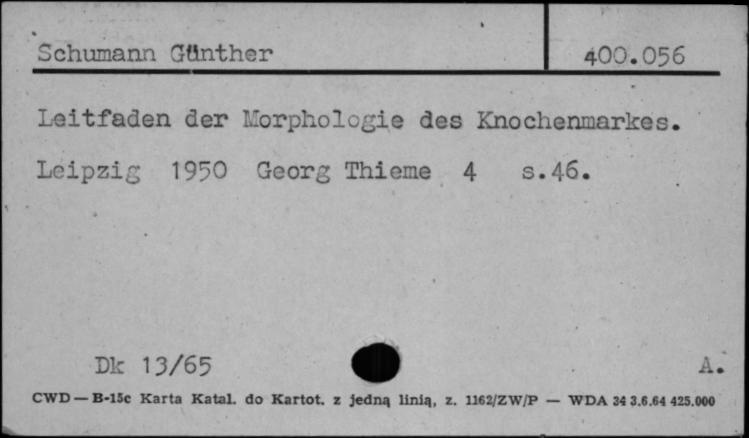 Schumann Günther 400.056
Leitfaden der Morphologie des Knochenmarkes.
Leipzig 1950 Georg Thieme 4 s.46.
Dk 13/65 A.
CWD — B-15c Karta Katal. do Kartot. z jedną linią, z. 1162/ZW/P — WDA 34 3.6.64 425.000